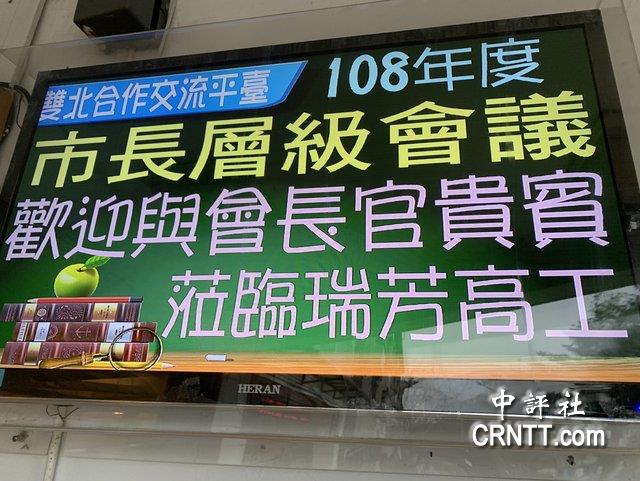 雙北合作交流平臺 108年度
市長層級會議
歡迎與會長官貴賓
蒞臨瑞芳高工
HERAN
中評社
CRNTT.com